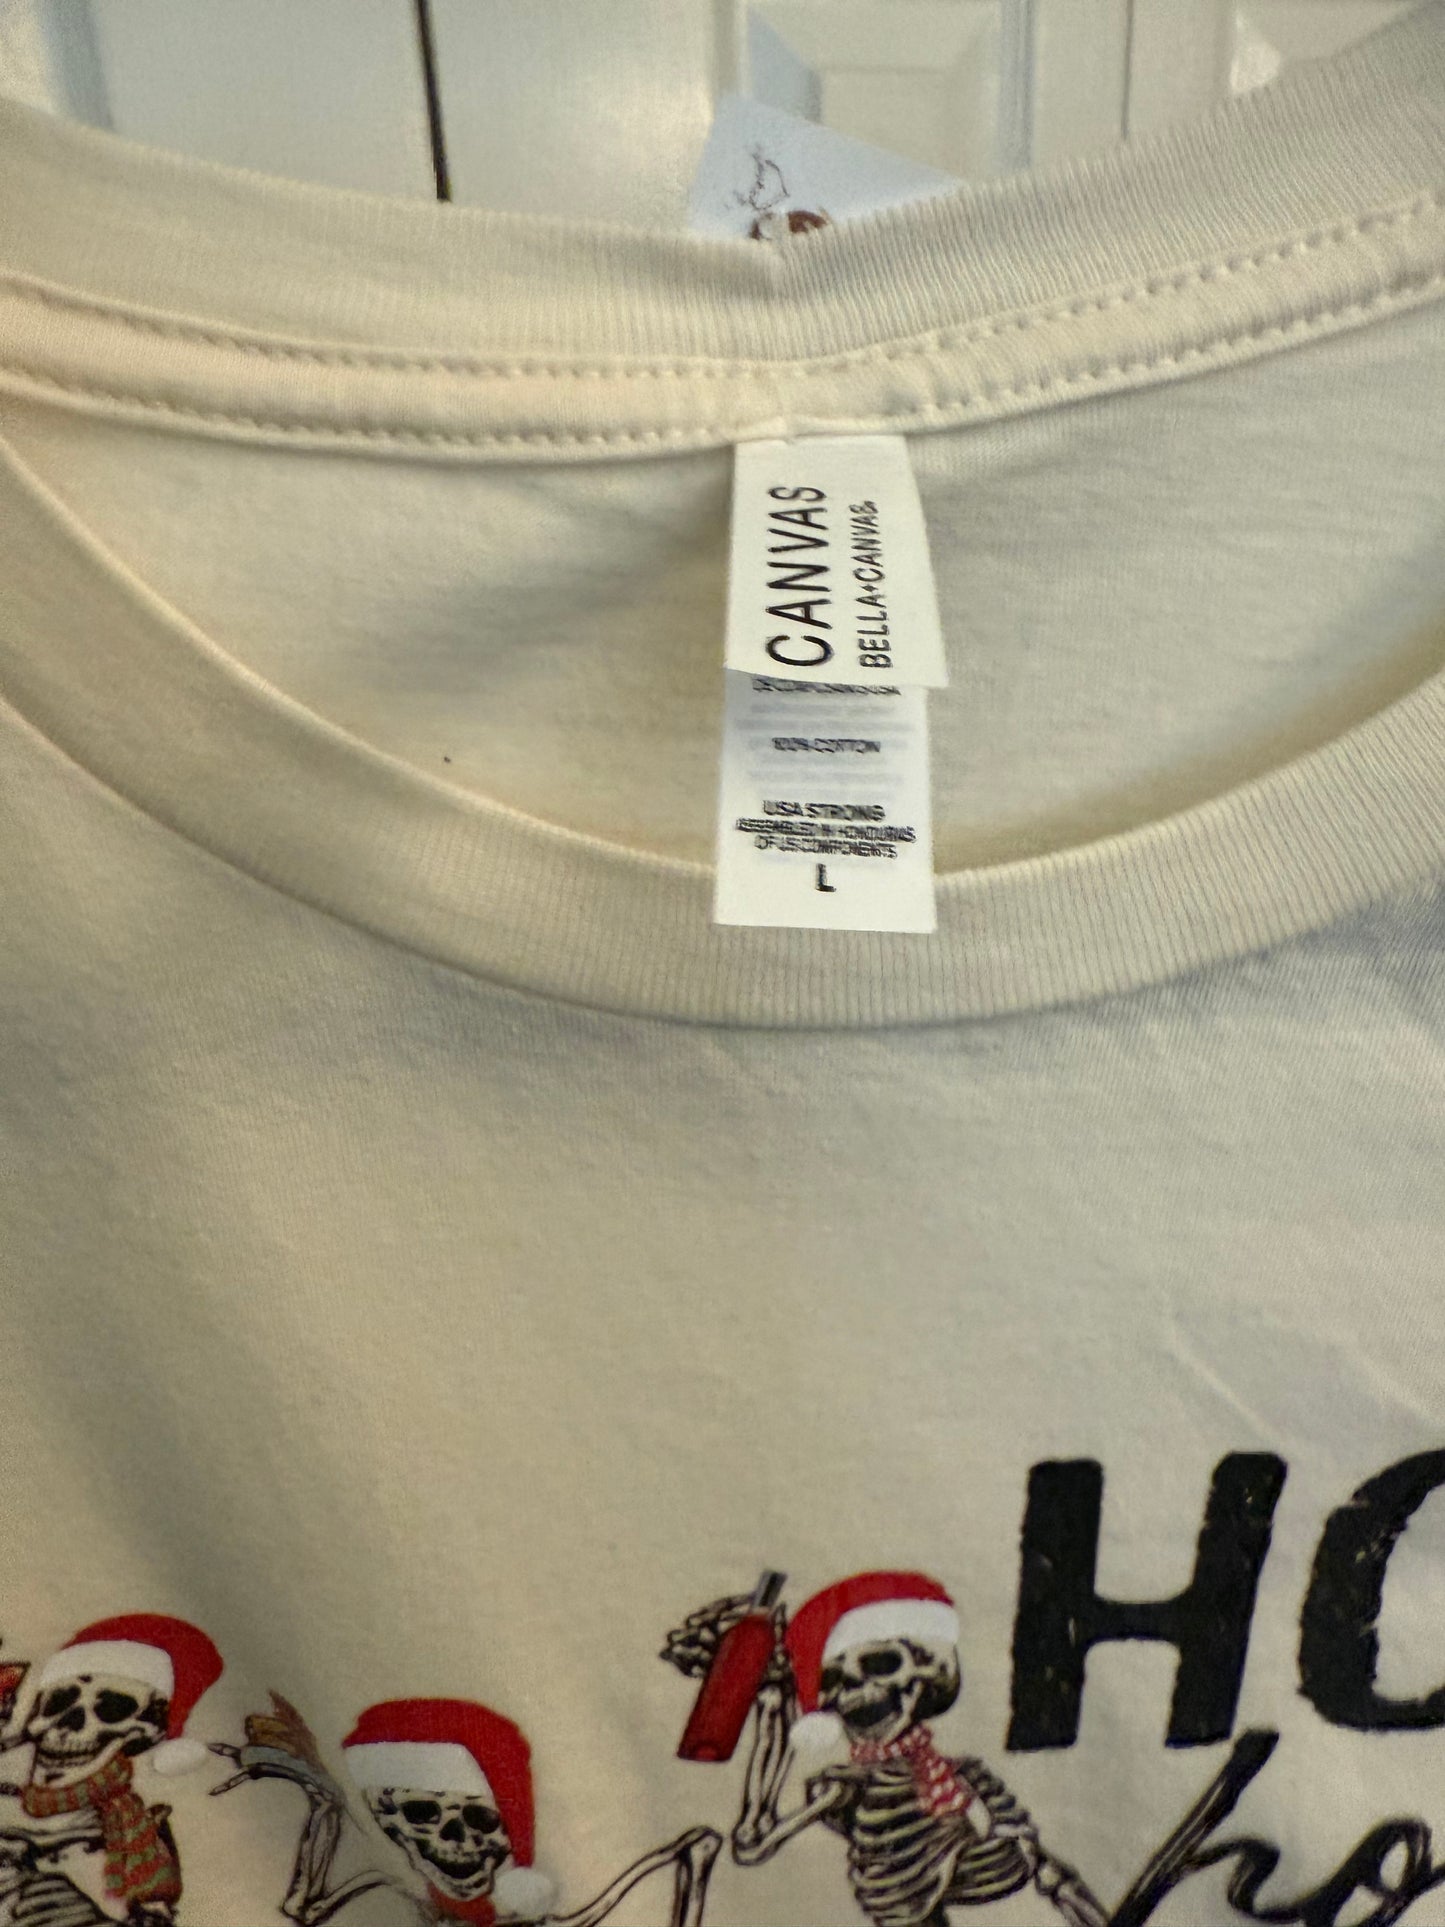 CANVAS
BELLA+CANVAS®
100% COTTON
USA STRONG
ASSEMBLED IN HONDURAS
OF US COMPONENTS
L
HO
ho